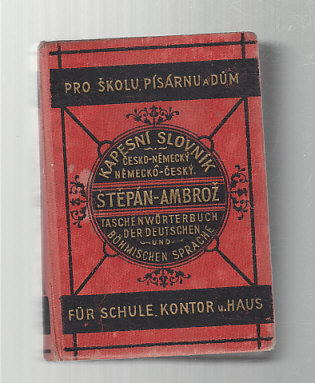 PRO ŠKOLU, PÍSÁRNU A DŮM
KAPESNÍ SLOVNÍK
ČESKO-NĚMECKÝ
NĚMECKO-ČESKÝ.
ŠTĚPÁN-AMBROŽ
TASCHENWÖRTERBUCH
DER DEUTSCHEN
UND
BÖHMISCHEN SPRACHE
FÜR SCHULE, KONTOR u. HAUS